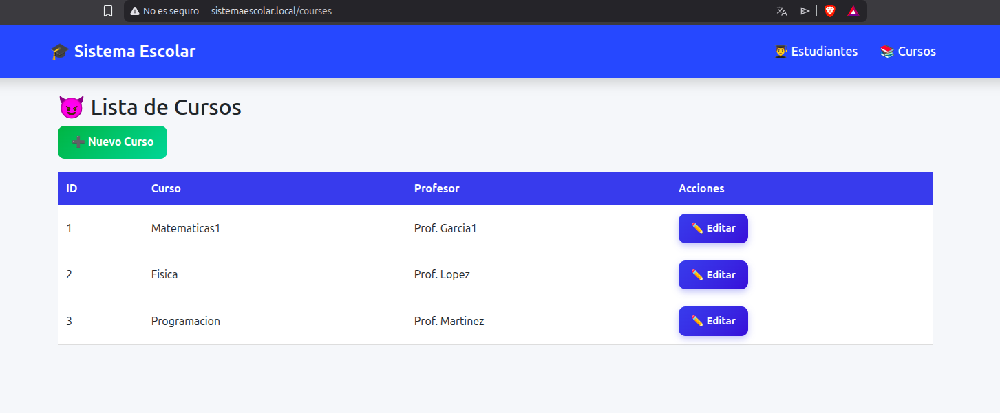 No es seguro sistemaescolar.local/courses
🎓 Sistema Escolar
👨‍🎓 Estudiantes 📚 Cursos
😈 Lista de Cursos
➕ Nuevo Curso
ID Curso Profesor Acciones
1 Matematicas1 Prof. Garcia1 ✏️ Editar
2 Fisica Prof. Lopez ✏️ Editar
3 Programacion Prof. Martinez ✏️ Editar